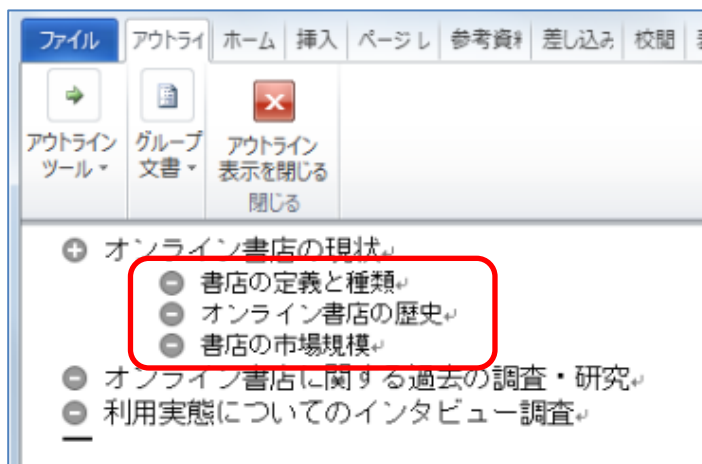 ファイル アウトライ ホーム 挿入 ページ レ 参考資料 差し込み 校閲
アウトライン グループ アウトライン
ツール 文書 表示を閉じる
閉じる
オンライン書店の現状
書店の定義と種類
オンライン書店の歴史
書店の市場規模
オンライン書店に関する過去の調査・研究
利用実態についてのインタビュー調査